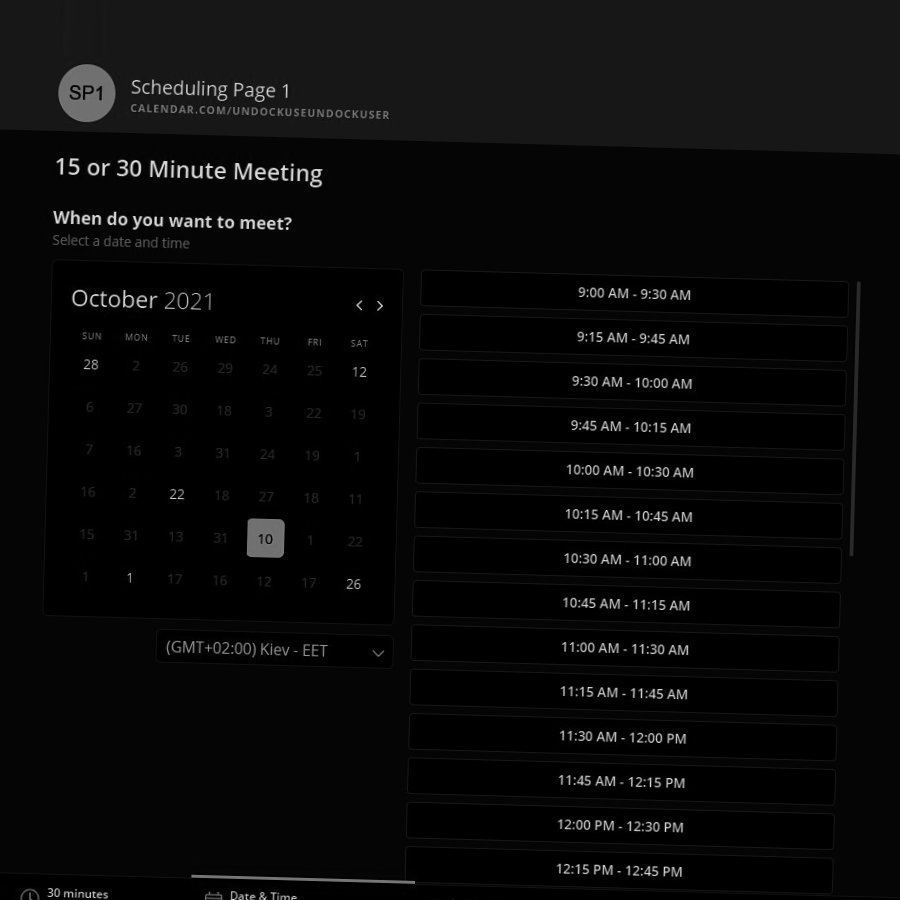 SP1
Scheduling Page 1
CALENDAR.COM/UNDOCKUSEUNDOCKUSER
15 or 30 Minute Meeting
When do you want to meet?
Select a date and time
October 2021
SUN MON TUE WED THU FRI SAT
28 2 26 29 24 25 12
6 27 30 18 3 22 19
7 16 3 31 24 19 1
16 2 22 18 27 18 11
15 31 13 31 10 1 22
1 1 17 16 12 17 26
(GMT+02:00) Kiev - EET
9:00 AM - 9:30 AM
9:15 AM - 9:45 AM
9:30 AM - 10:00 AM
9:45 AM - 10:15 AM
10:00 AM - 10:30 AM
10:15 AM - 10:45 AM
10:30 AM - 11:00 AM
10:45 AM - 11:15 AM
11:00 AM - 11:30 AM
11:15 AM - 11:45 AM
11:30 AM - 12:00 PM
11:45 AM - 12:15 PM
12:00 PM - 12:30 PM
12:15 PM - 12:45 PM
30 minutes
Date & Time